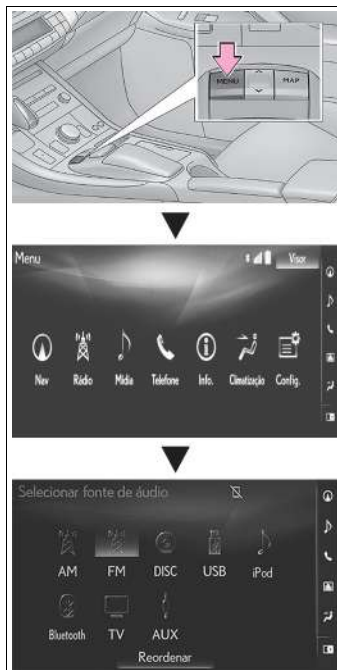 MENU MAP
Menu Visor
Nav Rádio Mídia Telefone Info. Climatização Config.
Selecionar fonte de áudio
AM FM DISC USB iPod
Bluetooth TV AUX
Reordenar